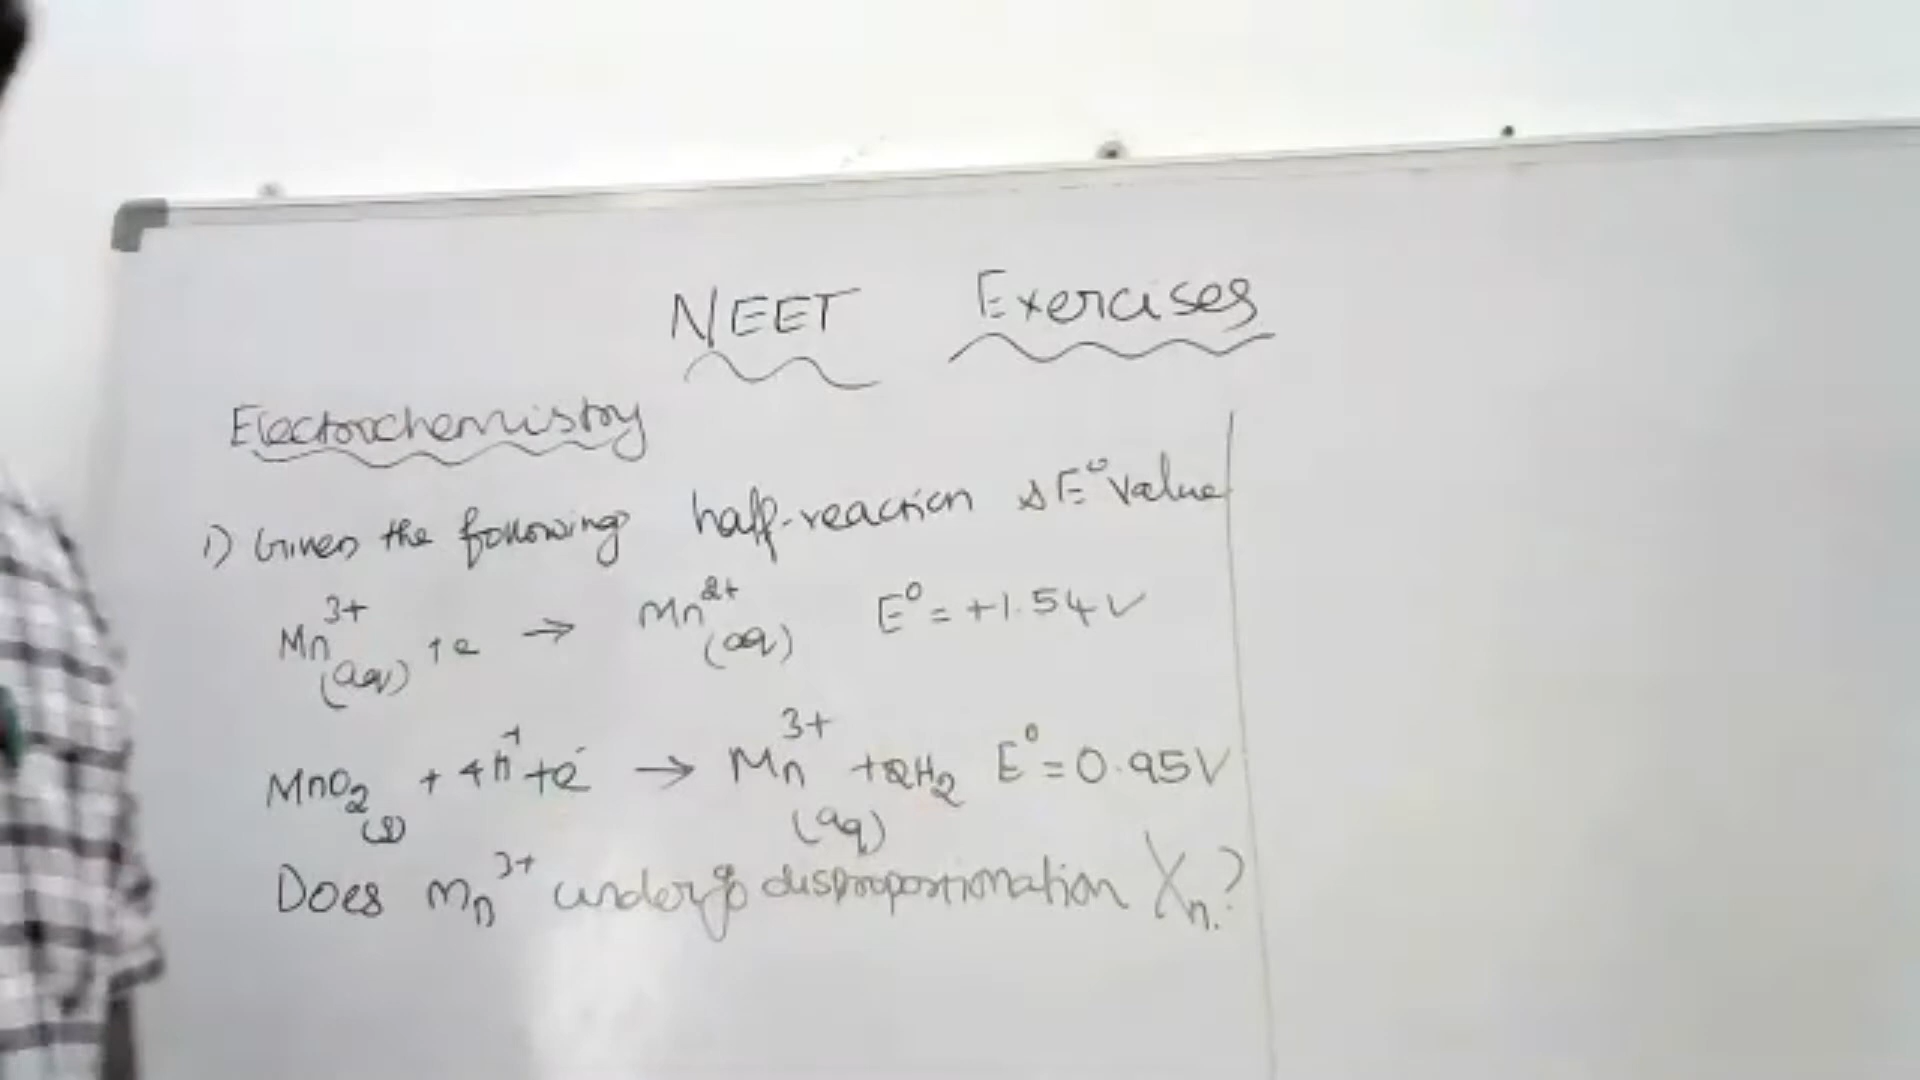 NEET Exercises
Electrochemistry
1) Given the following half-reaction & E° value
Mn³⁺(aq) + e → Mn²⁺(aq) E° = +1.54V
MnO₂(s) + 4H⁺ + e⁻ → Mn³⁺(aq) + 2H₂ E° = 0.95V
Does Mn³⁺ undergo disproportionation Xn.?